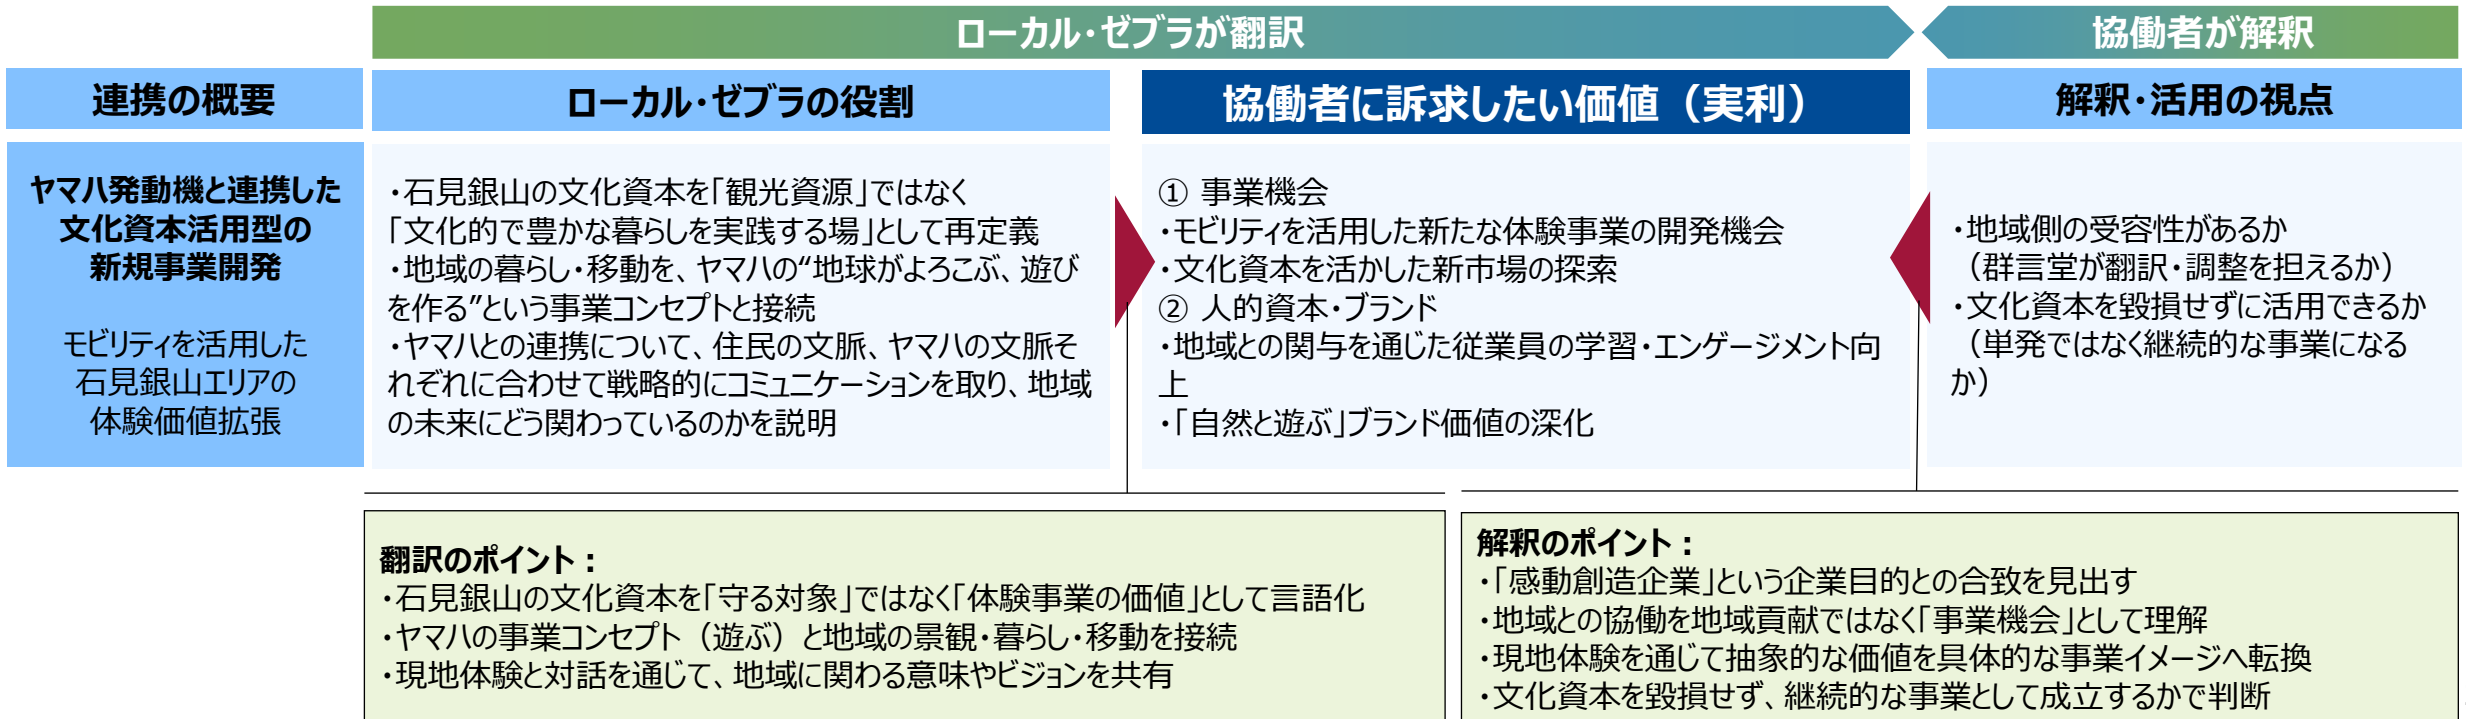 ローカル・ゼブラが翻訳
協働者が解釈
連携の概要
ローカル・ゼブラの役割
協働者に訴求したい価値（実利）
解釈・活用の視点
ヤマハ発動機と連携した
文化資本活用型の
新規事業開発
モビリティを活用した
石見銀山エリアの
体験価値拡張
・石見銀山の文化資本を「観光資源」ではなく
「文化的で豊かな暮らしを実践する場」として再定義
・地域の暮らし・移動を、ヤマハの“地球がよろこぶ、遊び
を作る”という事業コンセプトと接続
・ヤマハとの連携について、住民の文脈、ヤマハの文脈そ
れぞれに合わせて戦略的にコミュニケーションを取り、地域
の未来にどう関わっているのかを説明
① 事業機会
・モビリティを活用した新たな体験事業の開発機会
・文化資本を活かした新市場の探索
② 人的資本・ブランド
・地域との関与を通じた従業員の学習・エンゲージメント向
上
・「自然と遊ぶ」ブランド価値の深化
・地域側の受容性があるか
（群言堂が翻訳・調整を担えるか）
・文化資本を毀損せずに活用できるか
（単発ではなく継続的な事業になる
か）
翻訳のポイント：
・石見銀山の文化資本を「守る対象」ではなく「体験事業の価値」として言語化
・ヤマハの事業コンセプト（遊ぶ）と地域の景観・暮らし・移動を接続
・現地体験と対話を通じて、地域に関わる意味やビジョンを共有
解釈のポイント：
・「感動創造企業」という企業目的との合致を見出す
・地域との協働を地域貢献ではなく「事業機会」として理解
・現地体験を通じて抽象的な価値を具体的な事業イメージへ転換
・文化資本を毀損せず、継続的な事業として成立するかで判断